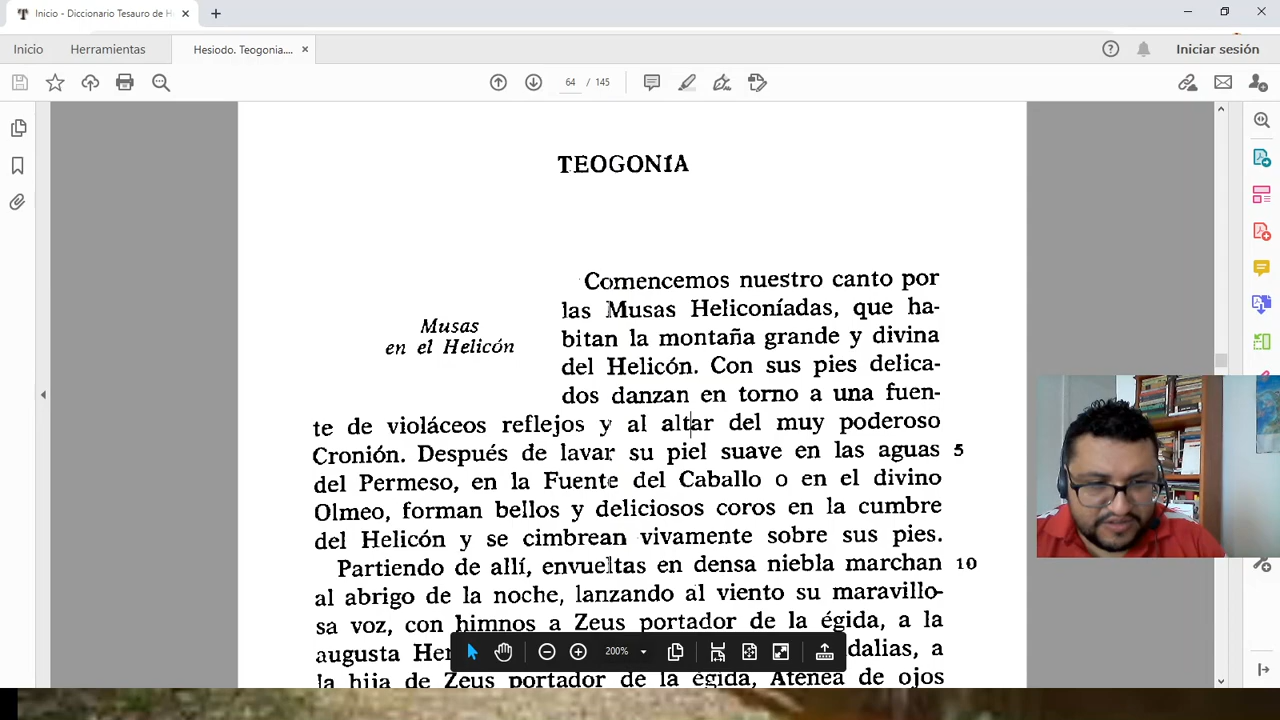 Inicio - Diccionario Tesauro de H
Inicio
Herramientas
Hesiodo. Teogonia....
Iniciar sesión
64 / 145
TEOGONIA
Comencemos nuestro canto por
las Musas Heliconíadas, que ha-
Musas
en el Helicón
bitan la montaña grande y divina
del Helicón. Con sus pies delica-
dos danzan en torno a una fuen-
te de violáceos reflejos y al altar del muy poderoso
Cronión. Después de lavar su piel suave en las aguas 5
del Permeso, en la Fuente del Caballo o en el divino
Olmeo, forman bellos y deliciosos coros en la cumbre
del Helicón y se cimbrean vivamente sobre sus pies.
Partiendo de allí, envueltas en densa niebla marchan 10
al abrigo de la noche, lanzando al viento su maravillo-
sa voz, con himnos a Zeus portador de la égida, a la
augusta Her
dalias, a
la hija de Zeus portador de la égida, Atenea de ojos
200%